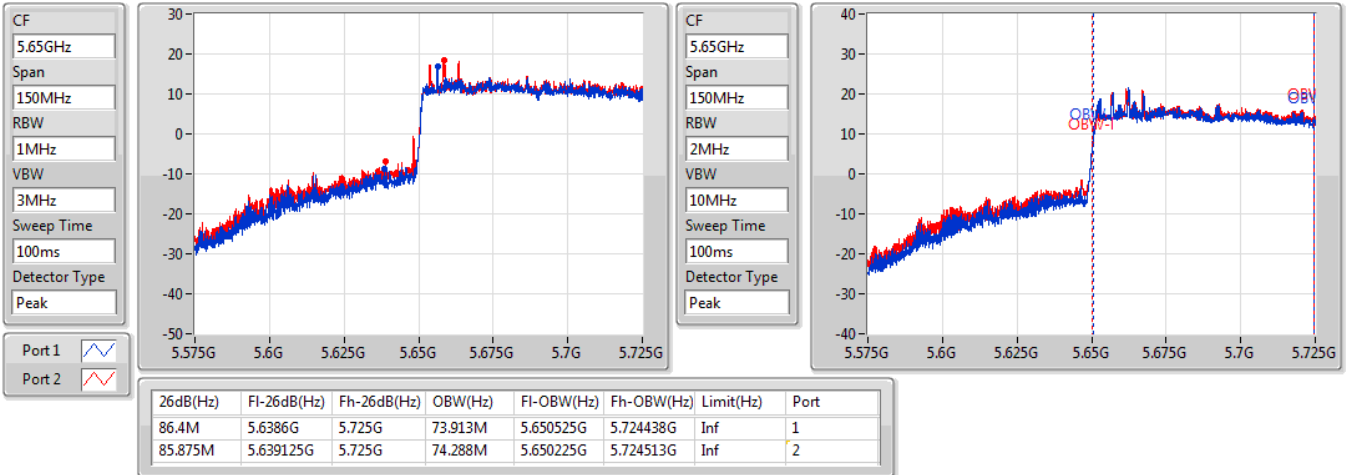 CF
5.65GHz
Span
150MHz
RBW
1MHz
VBW
3MHz
Sweep Time
100ms
Detector Type
Peak
Port 1
Port 2
30
20
10
0
-10
-20
-30
-40
-50
5.575G 5.6G 5.625G 5.65G 5.675G 5.7G 5.725G
CF
5.65GHz
Span
150MHz
RBW
2MHz
VBW
10MHz
Sweep Time
100ms
Detector Type
Peak
40
30
20
10
0
-10
-20
-30
-40
5.575G 5.6G 5.625G 5.65G 5.675G 5.7G 5.725G
26dB(Hz) Fl-26dB(Hz) Fh-26dB(Hz) OBW(Hz) Fl-OBW(Hz) Fh-OBW(Hz) Limit(Hz) Port
86.4M 5.6386G 5.725G 73.913M 5.650525G 5.724438G Inf 1
85.875M 5.639125G 5.725G 74.288M 5.650225G 5.724513G Inf 2